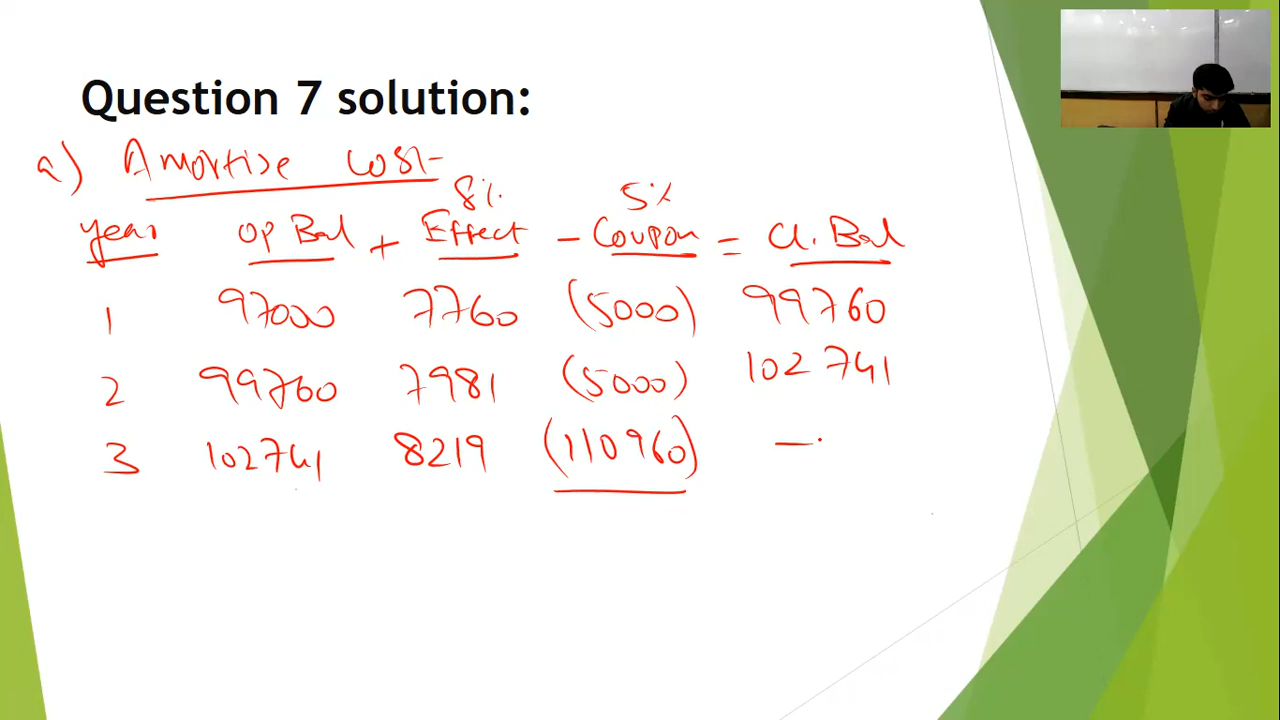 Question 7 solution:
a) Amortise cost
8% 5%
year Op Bal + Effect - Coupon = Cl. Bal
1 97000 7760 (5000) 99760
2 99760 7981 (5000) 102741
3 102741 8219 (110960) —